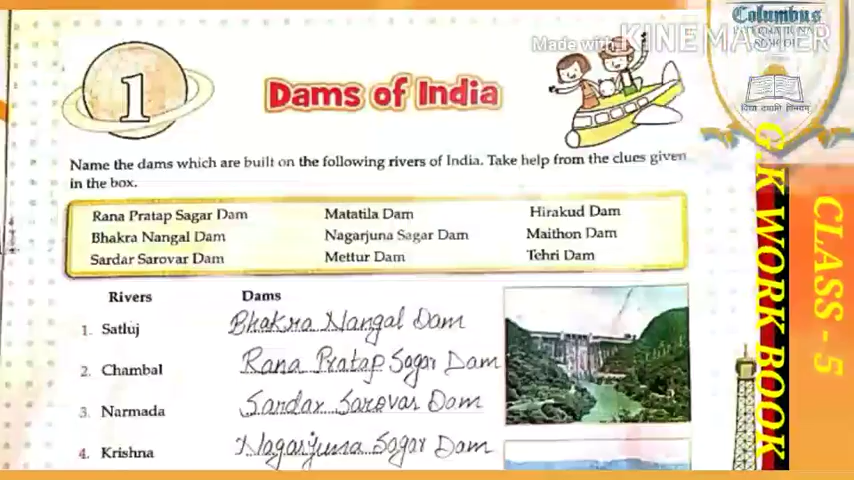 Columbus
INTERNATIONAL
SCHOOL
Made with KINEMASTER
1
Dams of India
Name the dams which are built on the following rivers of India. Take help from the clues given
in the box.
Rana Pratap Sagar Dam Matatila Dam Hirakud Dam
Bhakra Nangal Dam Nagarjuna Sagar Dam Maithon Dam
Sardar Sarovar Dam Mettur Dam Tehri Dam
Rivers Dams
1. Satluj Bhakra Nangal Dam
2. Chambal Rana Pratap Sagar Dam
3. Narmada Sardar Sarovar Dam
4. Krishna Nagarjuna Sagar Dam
G.K WORK BOOK
CLASS - 5